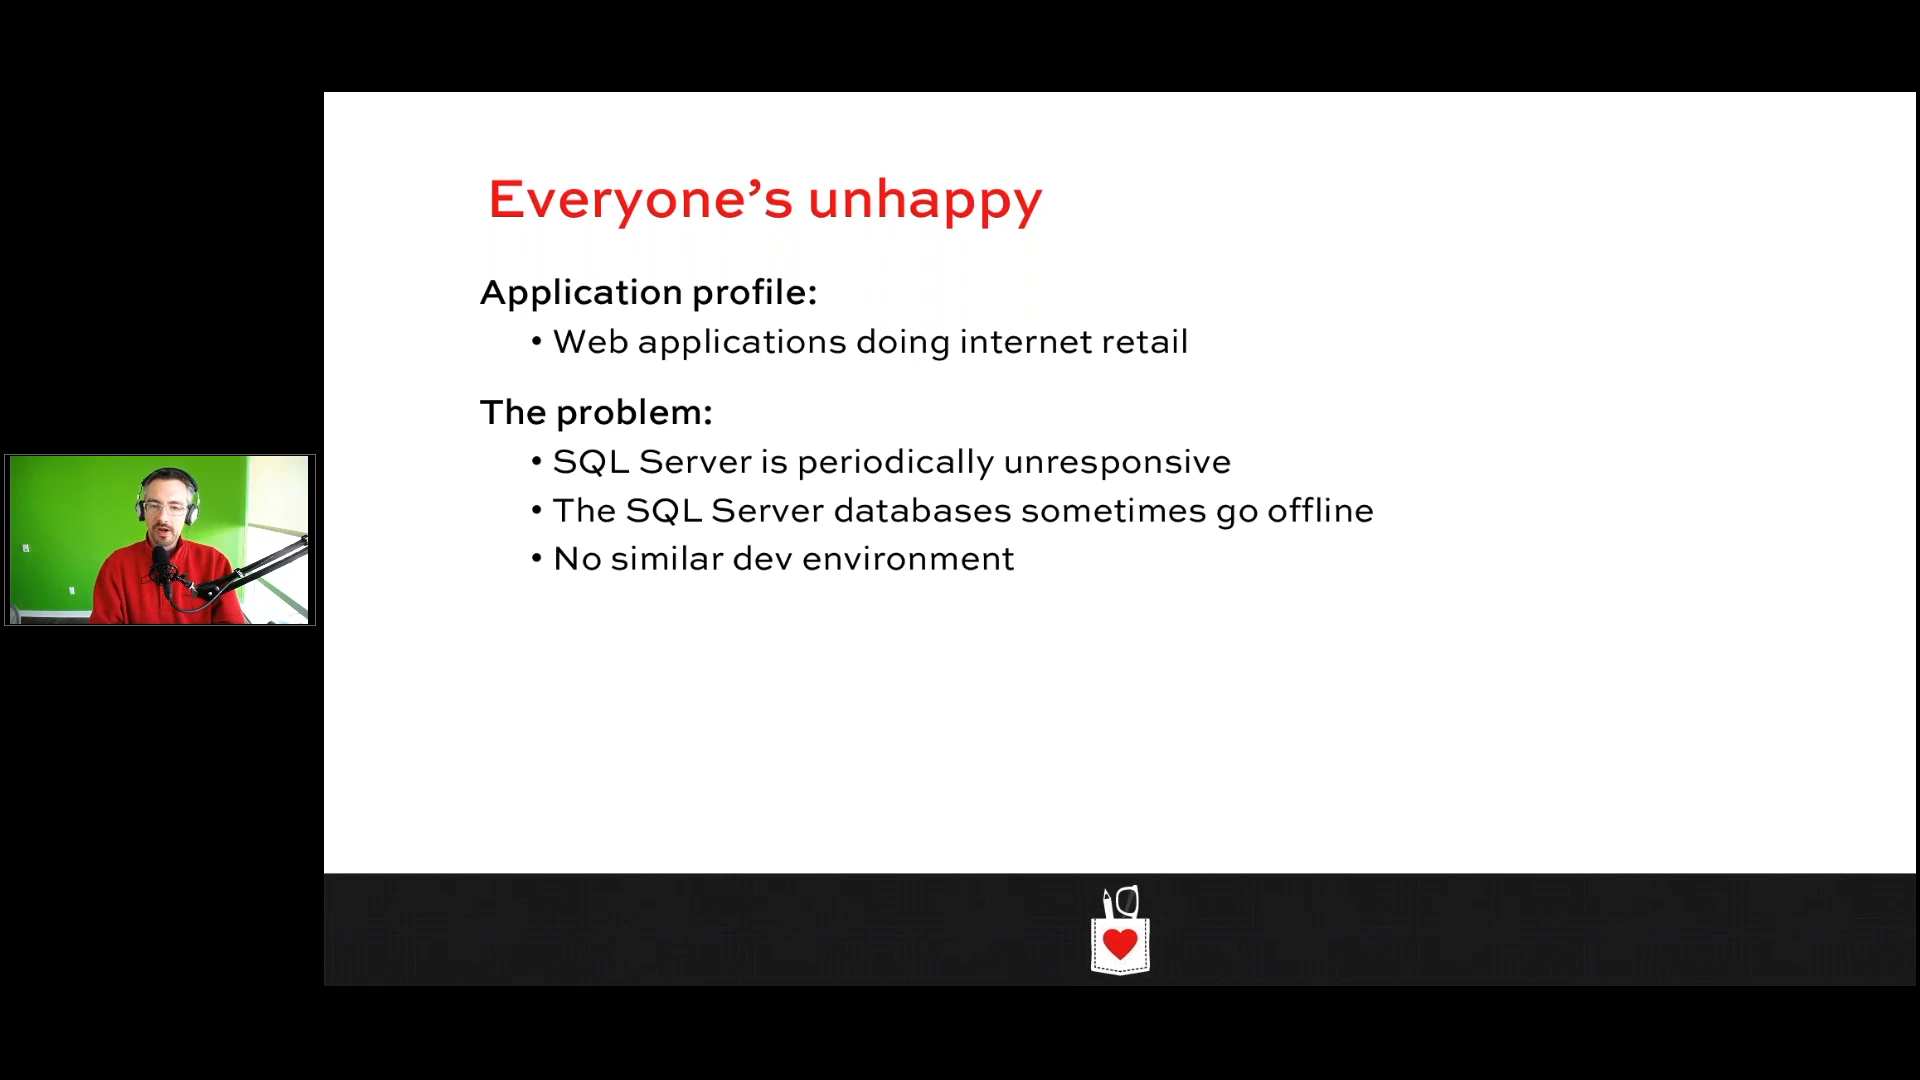 Everyone’s unhappy
Application profile:
• Web applications doing internet retail
The problem:
• SQL Server is periodically unresponsive
• The SQL Server databases sometimes go offline
• No similar dev environment